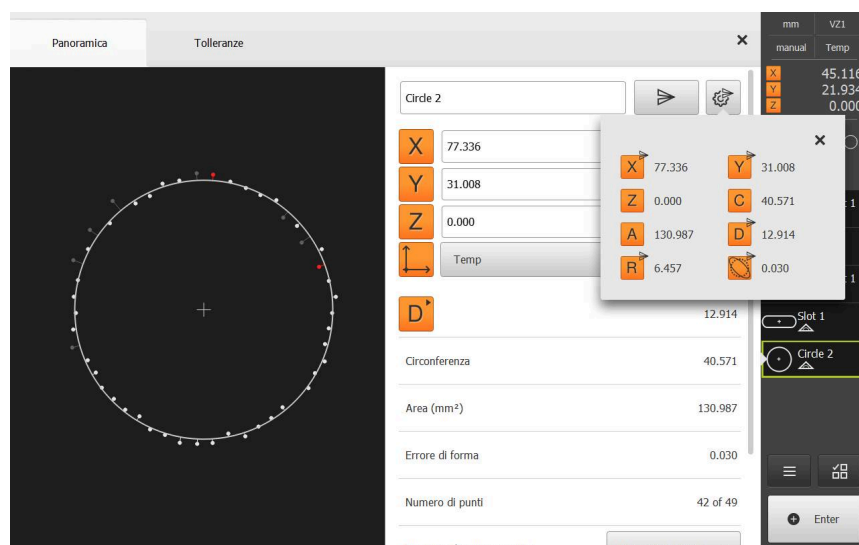 Panoramica Tolleranze
mm VZ1
manual Temp
X 45.116
Y 21.934
Z 0.000
Circle 2
X 77.336
Y 31.008
Z 0.000
Temp
X 77.336 Y 31.008
Z 0.000 C 40.571
A 130.987 D 12.914
R 6.457 0.030
D 12.914
Circonferenza 40.571
Area (mm²) 130.987
Errore di forma 0.030
Numero di punti 42 of 49
1
1
Slot 1
Circle 2
Enter